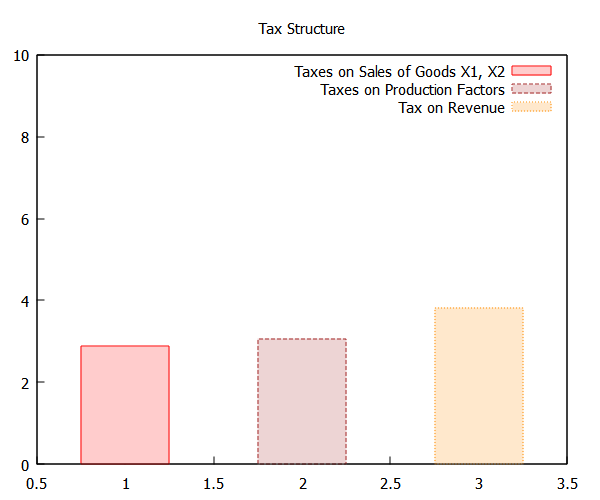 Tax Structure
Taxes on Sales of Goods X1, X2
Taxes on Production Factors
Tax on Revenue
10
8
6
4
2
0
0.5 1 1.5 2 2.5 3 3.5